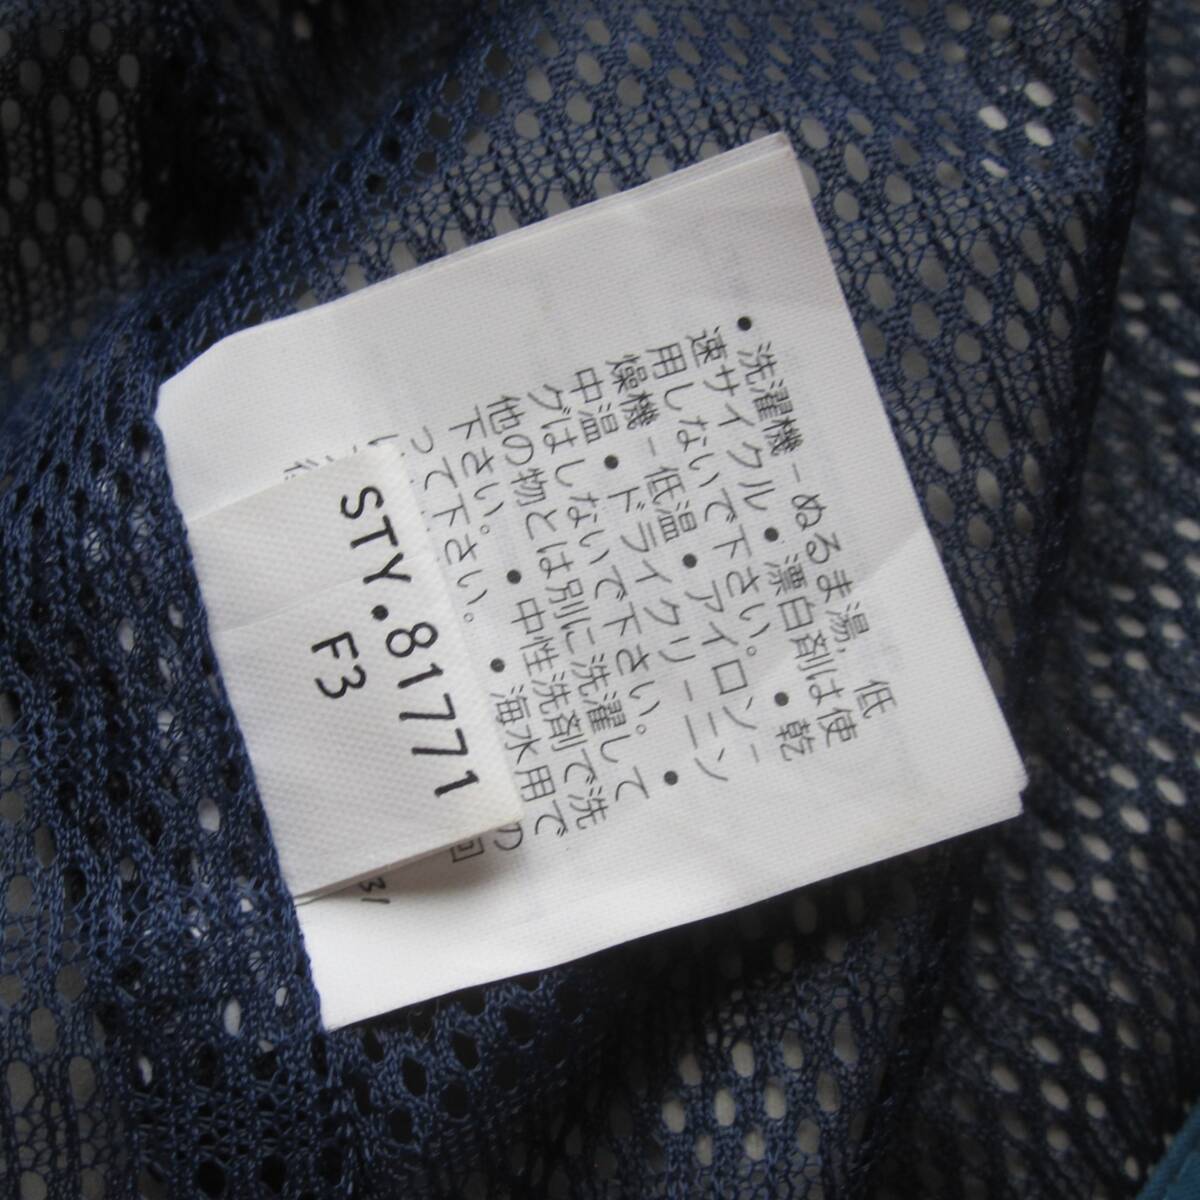 • 洗濯機－ぬるま湯, 低
速サイクル • 漂白剤は使
用しないで下さい。 • 乾
燥機－低温 • アイロン－
中温 • ドライクリーニン
グはしないで下さい。 •
他の物とは別に洗濯して
下さい。 • 中性洗剤で洗
って下さい。 • 海水用で
の
回
STY.81771
F3